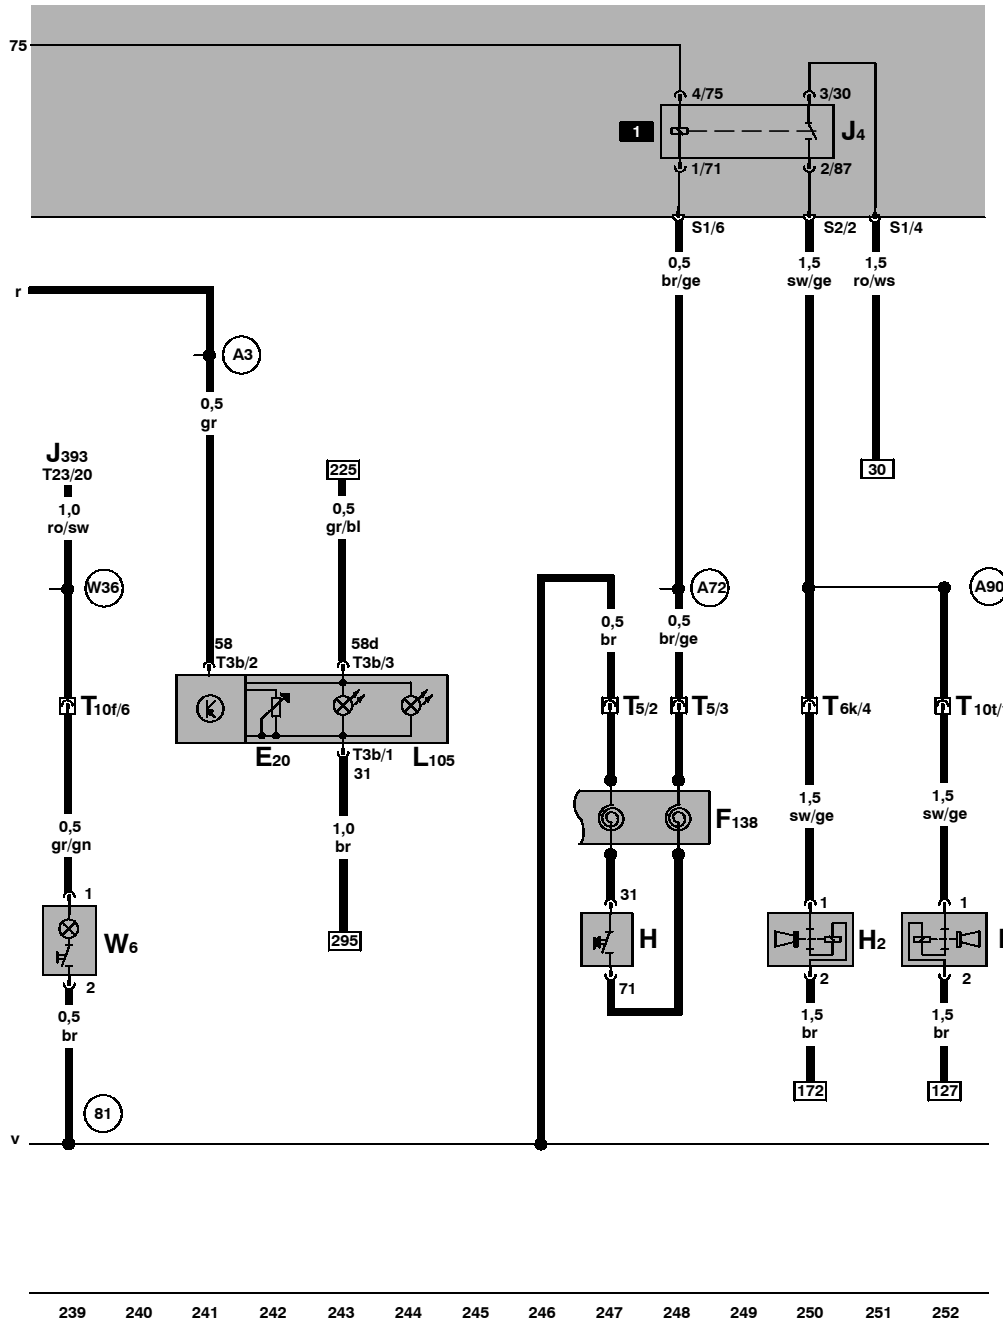 75
4/75
3/30
1
J4
1/71
2/87
S1/6
S2/2
S1/4
0,5
br/ge
1,5
sw/ge
1,5
ro/ws
r
A3
0,5
gr
J393
T23/20
225
30
1,0
ro/sw
0,5
gr/bl
W36
A72
A90
0,5
br
0,5
br/ge
58
T3b/2
58d
T3b/3
T10f/6
T5/2
T5/3
T6k/4
T10t/
E20
T3b/1
31
L105
1,5
sw/ge
1,5
sw/ge
F138
0,5
gr/gn
1,0
br
1
31
1
1
W6
295
H
H2
2
71
2
2
0,5
br
1,5
br
1,5
br
172
127
81
v
239 240 241 242 243 244 245 246 247 248 249 250 251 252